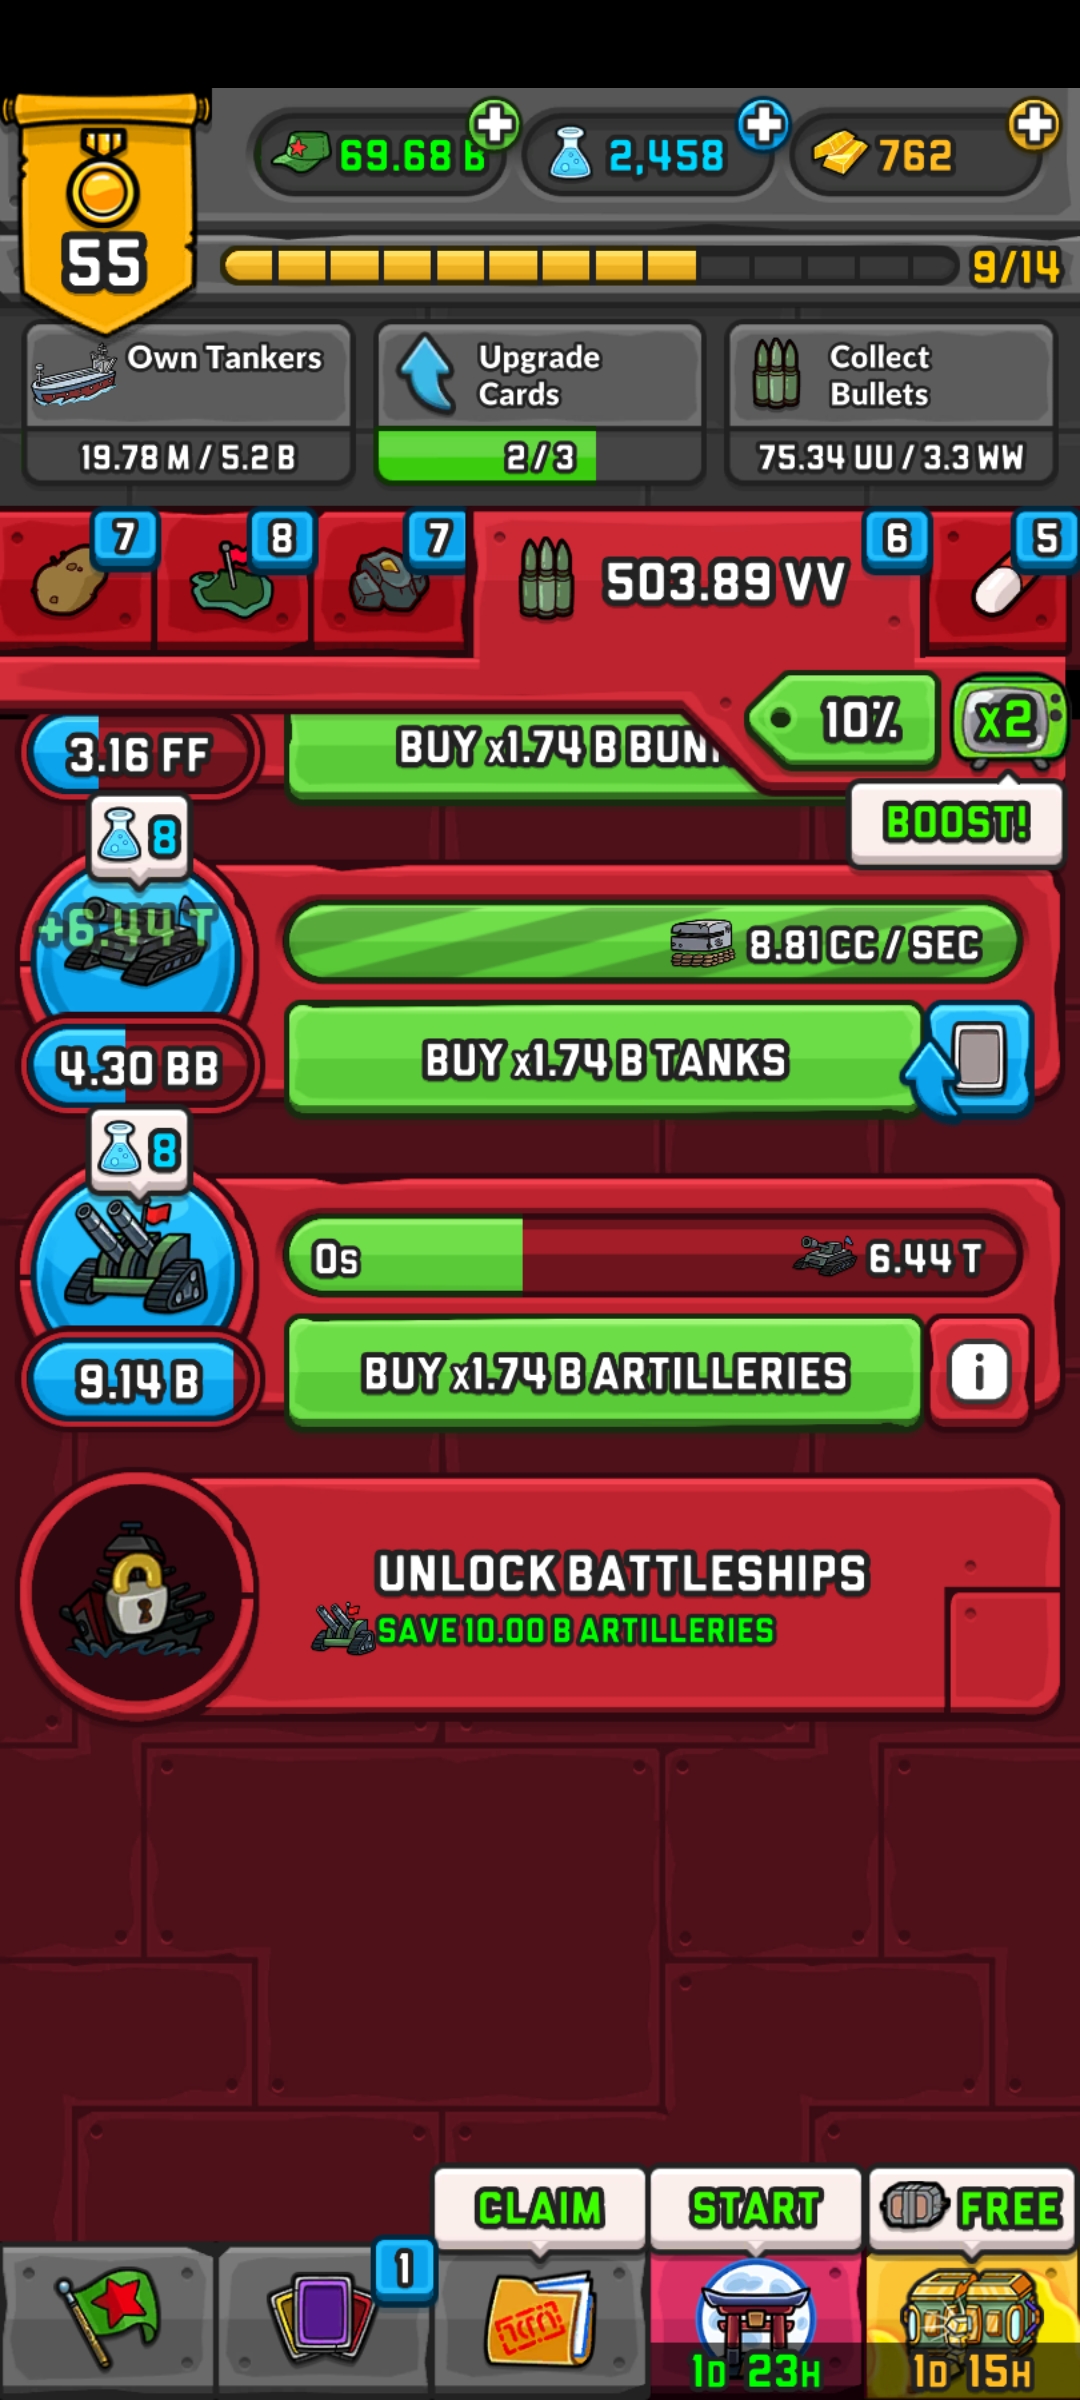 69.68 B
2,458
762
55
9/14
Own Tankers
19.78 M / 5.2 B
Upgrade
Cards
2/3
Collect
Bullets
75.34 UU / 3.3 WW
7
8
7
503.89 VV
6
5
10%
x2
BOOST!
3.16 FF
BUY x1.74 B
8
+6.44 T
8.81 CC / SEC
4.30 BB
BUY x1.74 B TANKS
8
0s
6.44 T
9.14 B
BUY x1.74 B ARTILLERIES
i
UNLOCK BATTLESHIPS
SAVE 10.00 B ARTILLERIES
CLAIM
START
FREE
1
1D 23H
1D 15H